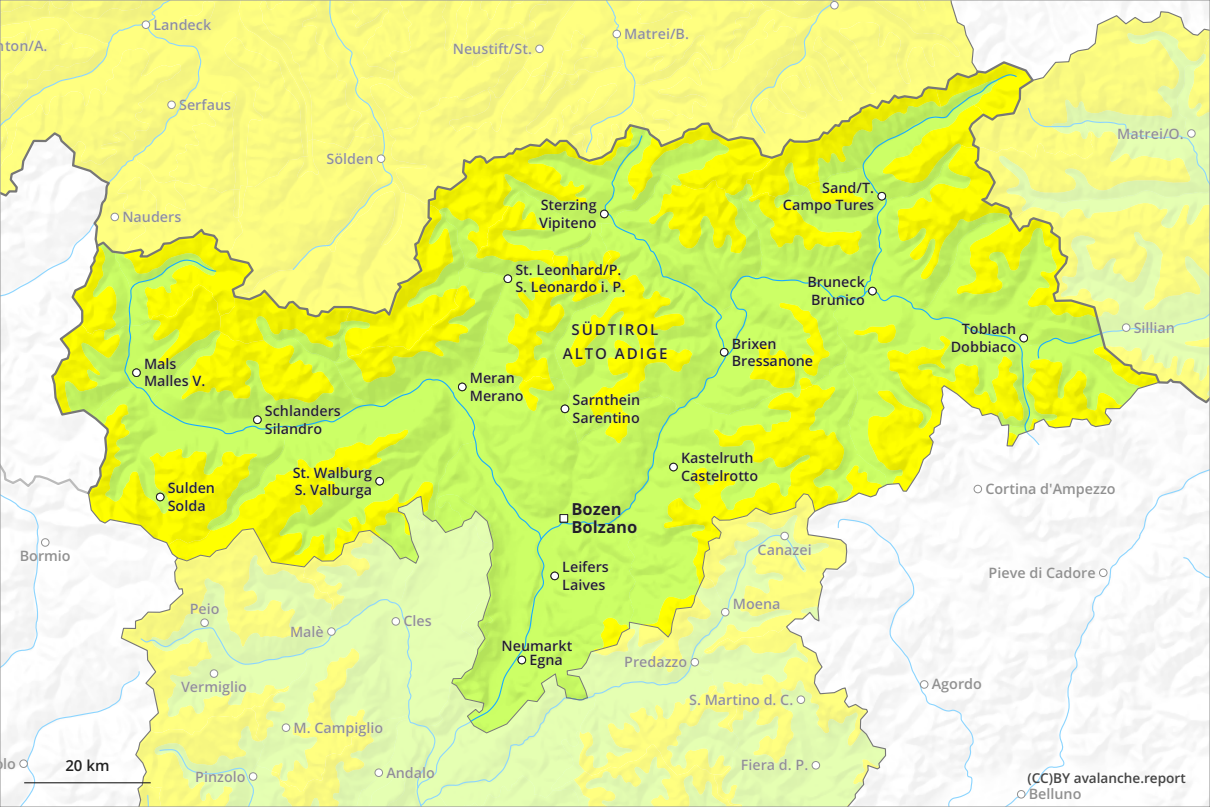 Landeck
nton/A.
Neustift/St.
Matrei/B.
Serfaus
Matrei/O.
Sölden
Nauders
Sand/T.
Campo Tures
Sterzing
Vipiteno
St. Leonhard/P.
S. Leonardo i. P.
Bruneck
Brunico
SÜDTIROL
ALTO ADIGE
Toblach
Dobbiaco
Sillian
Brixen
Bressanone
Mals
Malles V.
Meran
Merano
Sarnthein
Sarentino
Schlanders
Silandro
Kastelruth
Castelrotto
St. Walburg
S. Valburga
Sulden
Solda
Cortina d'Ampezzo
Bozen
Bolzano
Bormio
Canazei
Leifers
Laives
Pieve di Cadore
Peio
Moena
Malè
Cles
Neumarkt
Egna
Predazzo
Vermiglio
Agordo
S. Martino d. C.
M. Campiglio
olo
20 km
Pinzolo
Andalo
Fiera d. P.
(CC)BY avalanche.report
Belluno